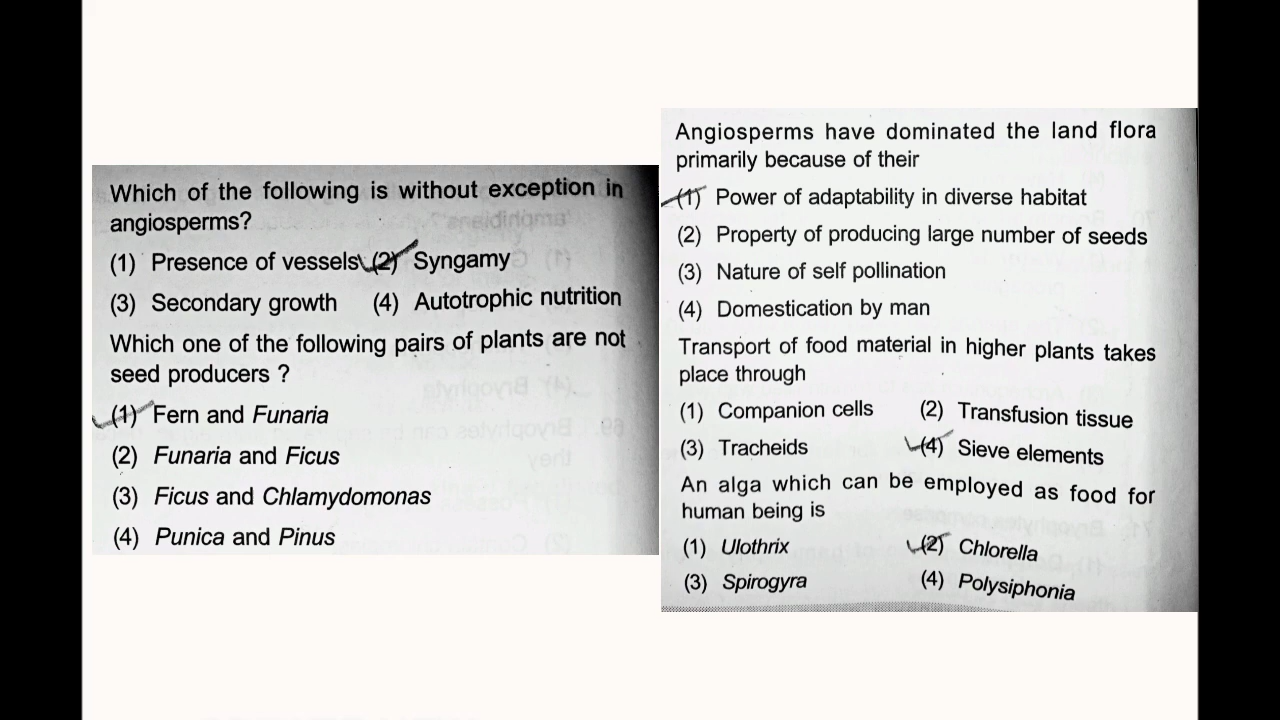 Which of the following is without exception in
angiosperms?
(1) Presence of vessels (2) Syngamy
(3) Secondary growth (4) Autotrophic nutrition
Which one of the following pairs of plants are not
seed producers ?
(1) Fern and Funaria
(2) Funaria and Ficus
(3) Ficus and Chlamydomonas
(4) Punica and Pinus
Angiosperms have dominated the land flora
primarily because of their
(1) Power of adaptability in diverse habitat
(2) Property of producing large number of seeds
(3) Nature of self pollination
(4) Domestication by man
Transport of food material in higher plants takes
place through
(1) Companion cells (2) Transfusion tissue
(3) Tracheids (4) Sieve elements
An alga which can be employed as food for
human being is
(1) Ulothrix (2) Chlorella
(3) Spirogyra (4) Polysiphonia